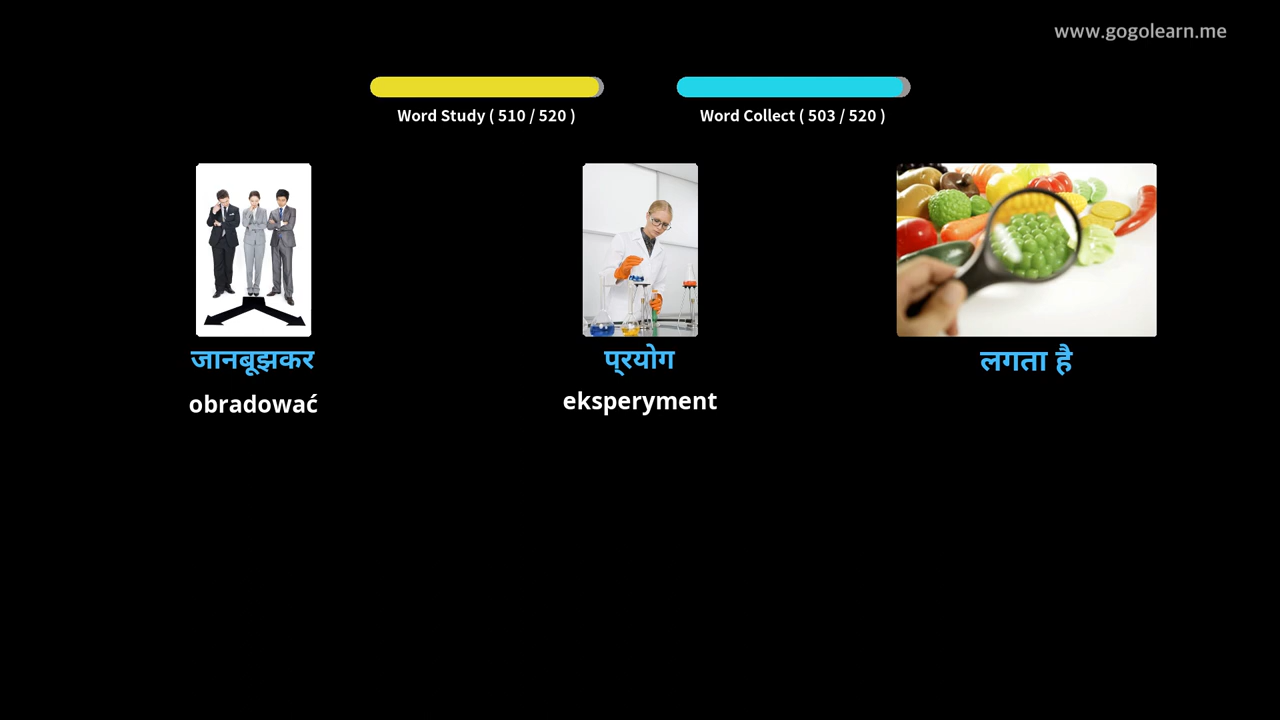 www.gogolearn.me
Word Study ( 510 / 520 )
Word Collect ( 503 / 520 )
जानबूझकर
प्रयोग
लगता है
obradować
eksperyment